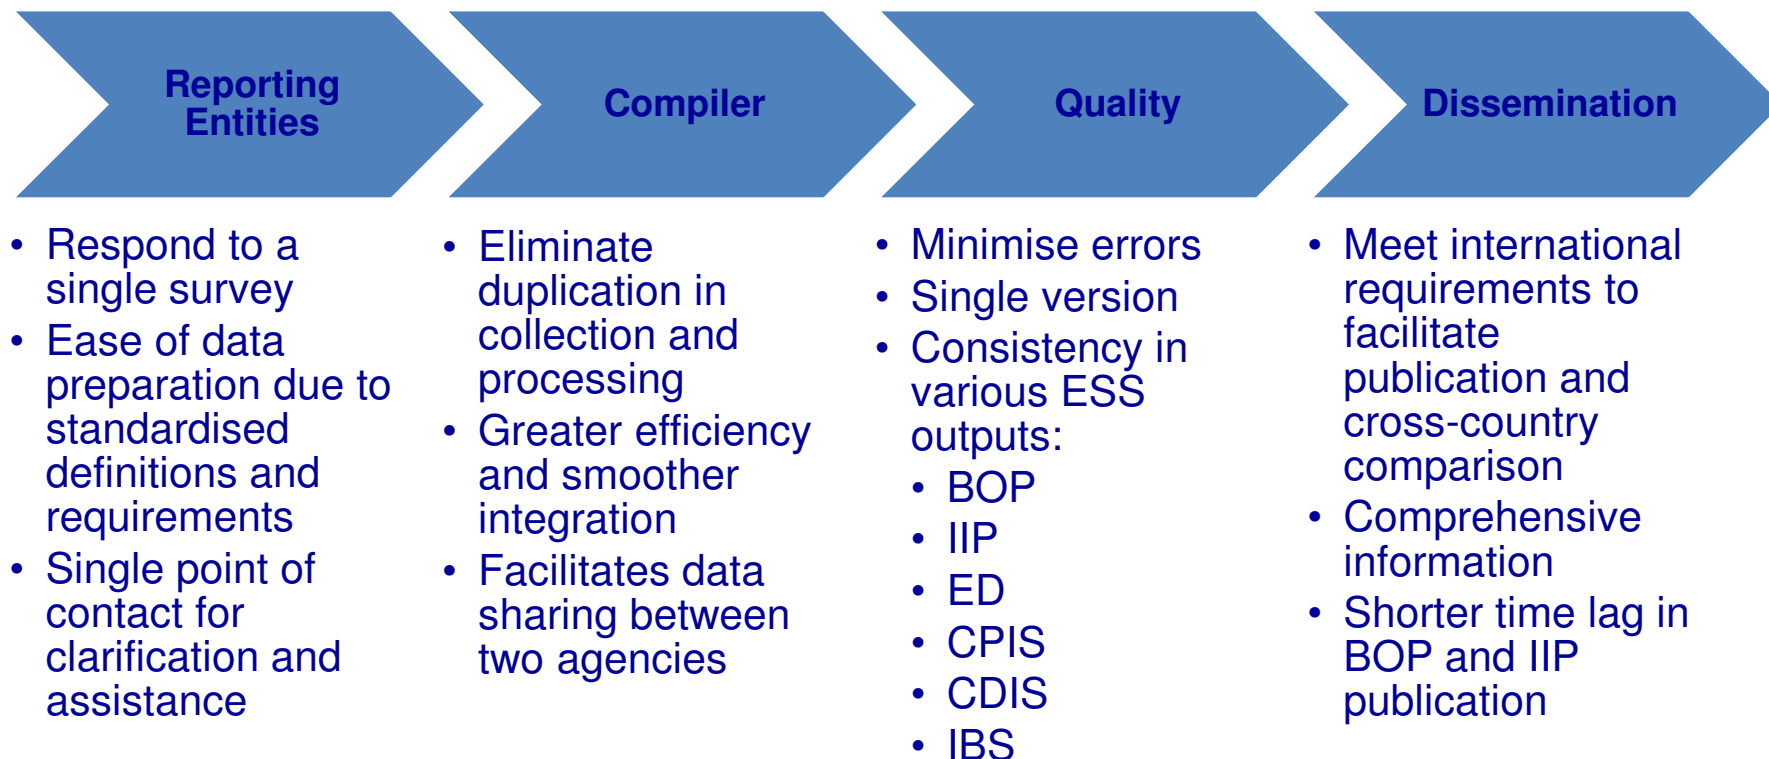 Reporting
Entities
Compiler
Quality
Dissemination
• Respond to a
single survey
• Ease of data
preparation due to
standardised
definitions and
requirements
• Single point of
contact for
clarification and
assistance
• Eliminate
duplication in
collection and
processing
• Greater efficiency
and smoother
integration
• Facilitates data
sharing between
two agencies
• Minimise errors
• Single version
• Consistency in
various ESS
outputs:
• BOP
• IIP
• ED
• CPIS
• CDIS
• IBS
• Meet international
requirements to
facilitate
publication and
cross-country
comparison
• Comprehensive
information
• Shorter time lag in
BOP and IIP
publication